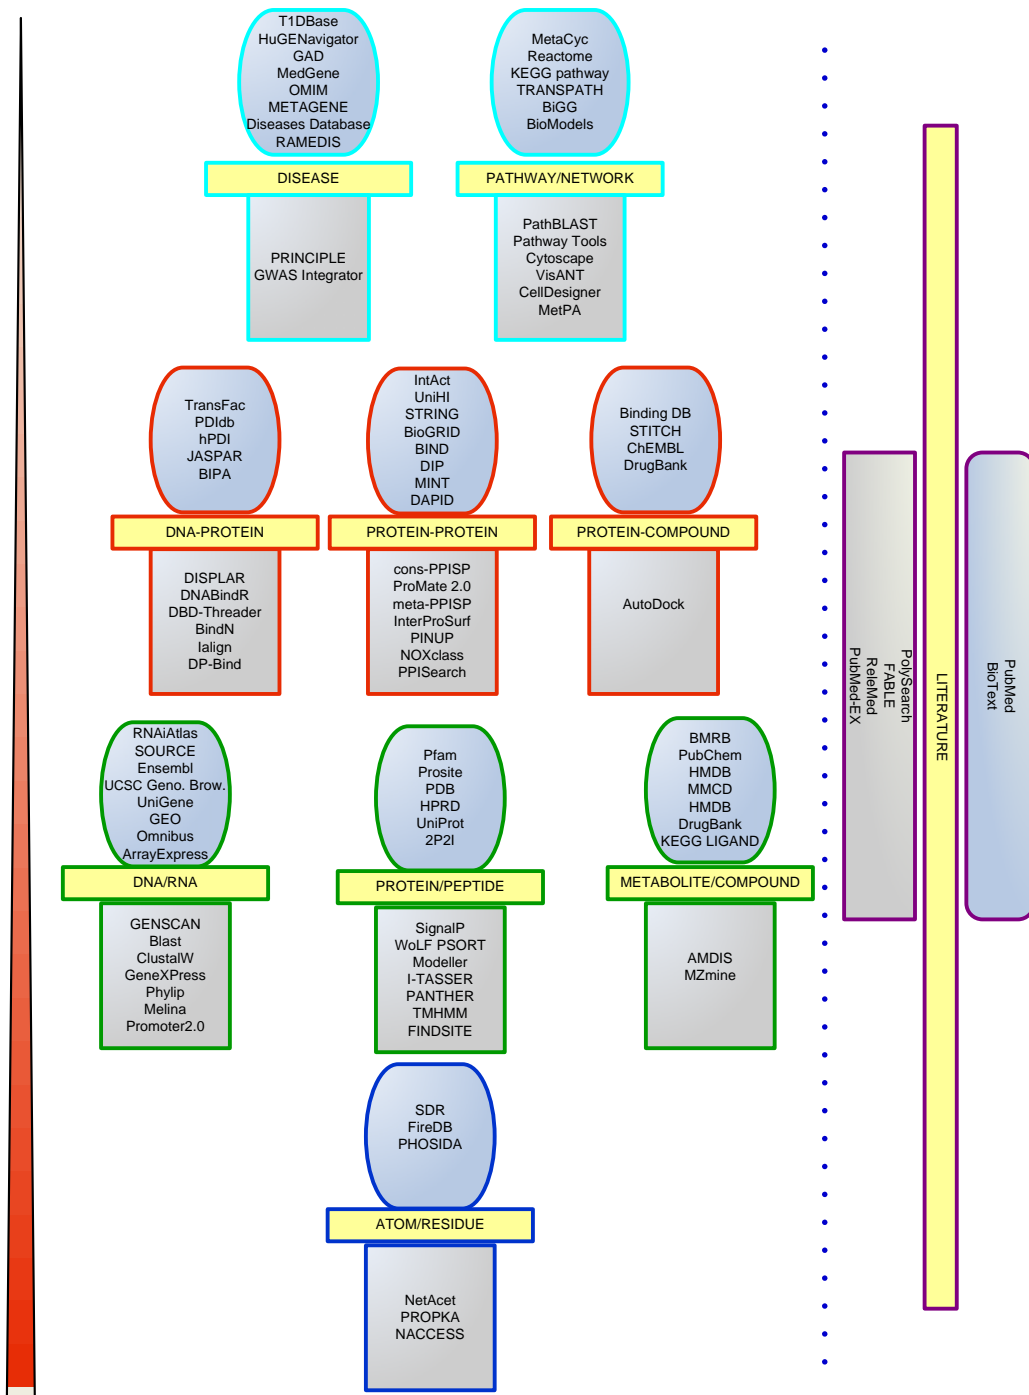 T1DBase
HuGENavigator
GAD
MedGene
OMIM
METAGENE
Diseases Database
RAMEDIS
DISEASE
PRINCIPLE
GWAS Integrator
MetaCyc
Reactome
KEGG pathway
TRANSPATH
BiGG
BioModels
PATHWAY/NETWORK
PathBLAST
Pathway Tools
Cytoscape
VisANT
CellDesigner
MetPA
TransFac
PDIdb
hPDI
JASPAR
BIPA
DNA-PROTEIN
DISPLAR
DNABindR
DBD-Threader
BindN
Ialign
DP-Bind
IntAct
UniHI
STRING
BioGRID
BIND
DIP
MINT
DAPID
PROTEIN-PROTEIN
cons-PPISP
ProMate 2.0
meta-PPISP
InterProSurf
PINUP
NOXclass
PPISearch
Binding DB
STITCH
ChEMBL
DrugBank
PROTEIN-COMPOUND
AutoDock
RNAiAtlas
SOURCE
Ensembl
UCSC Geno. Brow.
UniGene
GEO
Omnibus
ArrayExpress
DNA/RNA
GENSCAN
Blast
ClustalW
GeneXPress
Phylip
Melina
Promoter2.0
Pfam
Prosite
PDB
HPRD
UniProt
2P2I
PROTEIN/PEPTIDE
SignalP
WoLF PSORT
Modeller
I-TASSER
PANTHER
TMHMM
FINDSITE
BMRB
PubChem
HMDB
MMCD
HMDB
DrugBank
KEGG LIGAND
METABOLITE/COMPOUND
AMDIS
MZmine
SDR
FireDB
PHOSIDA
ATOM/RESIDUE
NetAcet
PROPKA
NACCESS
PolySearch
FABLE
ReleMed
PubMed-EX
LITERATURE
PubMed
BioText